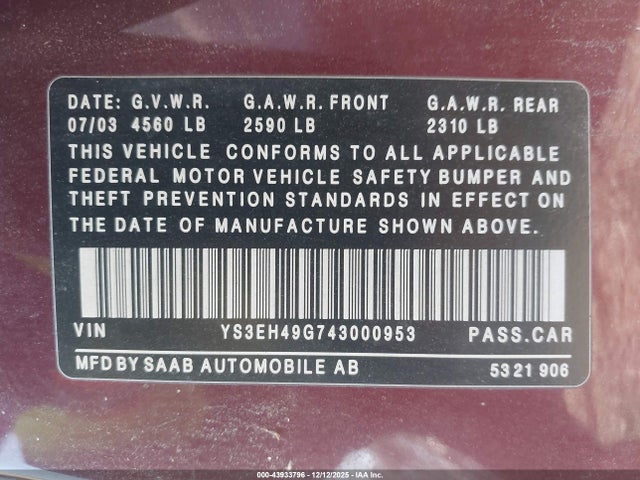 DATE: G.V.W.R. G.A.W.R. FRONT G.A.W.R. REAR
07/03 4560 LB 2590 LB 2310 LB
THIS VEHICLE CONFORMS TO ALL APPLICABLE
FEDERAL MOTOR VEHICLE SAFETY BUMPER AND
THEFT PREVENTION STANDARDS IN EFFECT ON
THE DATE OF MANUFACTURE SHOWN ABOVE.
VIN YS3EH49G743000953 PASS.CAR
MFD BY SAAB AUTOMOBILE AB 53 21 906
000-43933796 - 12/12/2025 - IAA Inc.